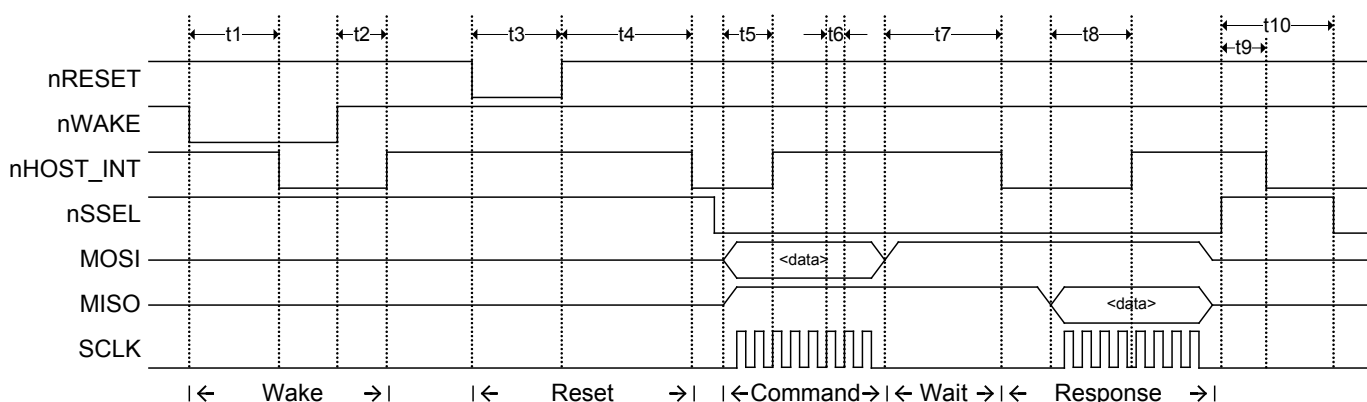 t1 t2 t3 t4 t5 t6 t7 t8 t10
t9
nRESET
nWAKE
nHOST_INT
nSSEL
MOSI <data>
MISO <data>
SCLK
|← Wake →| |← Reset →| |←Command→|← Wait →|← Response →|